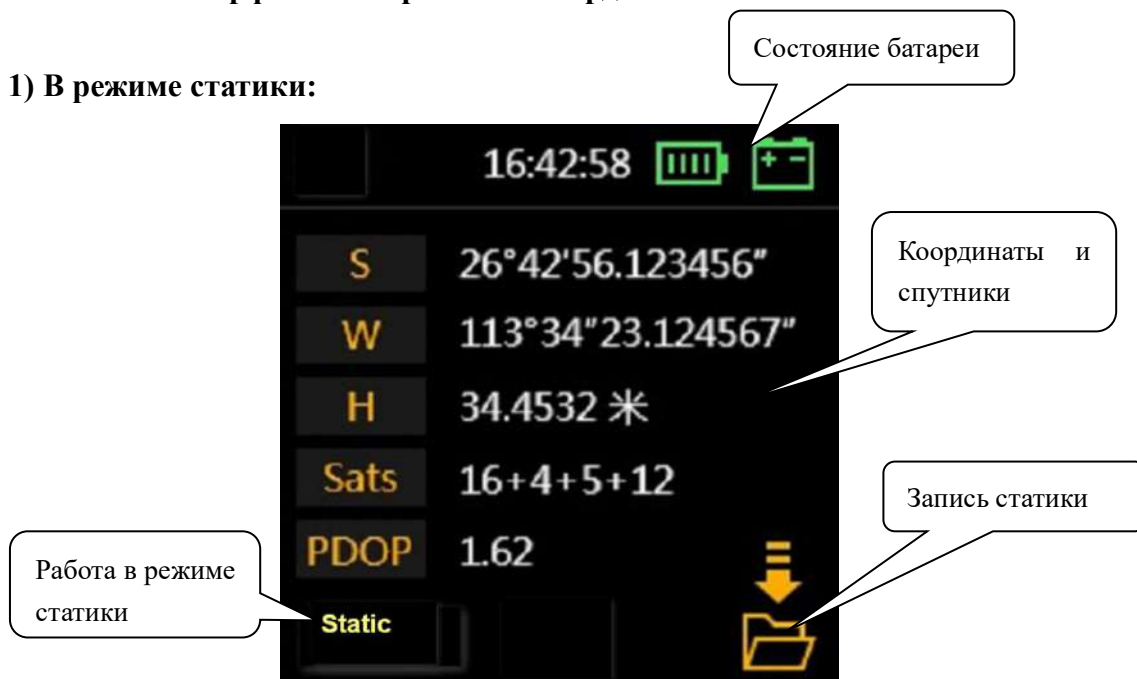 1) В режиме статики:
Состояние батареи
16:42:58
S 26°42'56.123456"
W 113°34"23.124567"
H 34.4532
Sats 16+4+5+12
PDOP 1.62
Static
Координаты и
спутники
Запись статики
Работа в режиме
статики